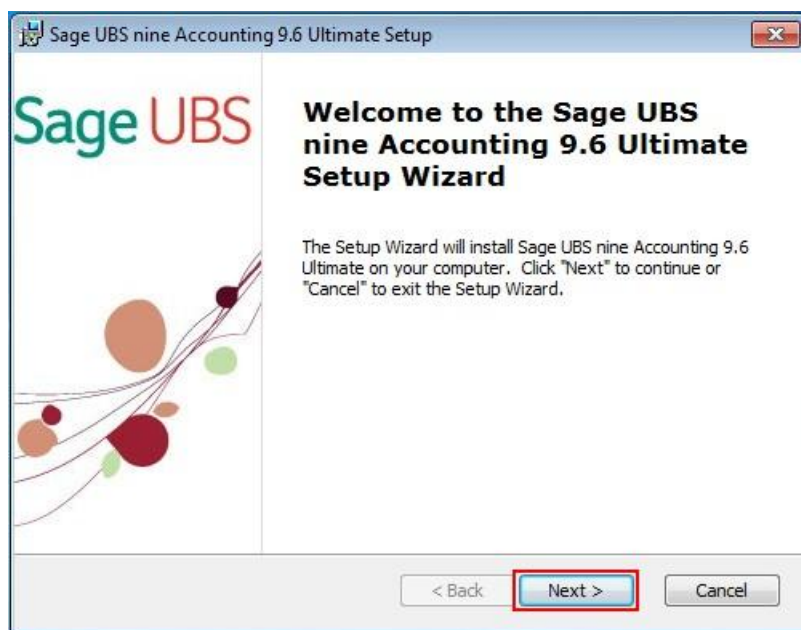 Sage UBS nine Accounting 9.6 Ultimate Setup
Sage UBS
Welcome to the Sage UBS
nine Accounting 9.6 Ultimate
Setup Wizard
The Setup Wizard will install Sage UBS nine Accounting 9.6
Ultimate on your computer.  Click "Next" to continue or
"Cancel" to exit the Setup Wizard.
< Back
Next >
Cancel